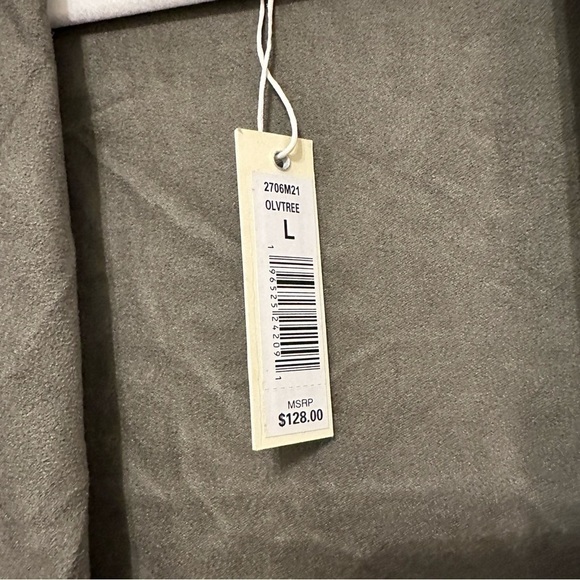 2706M21
OLVTREE
L
1 96525 24209 1
MSRP
$128.00